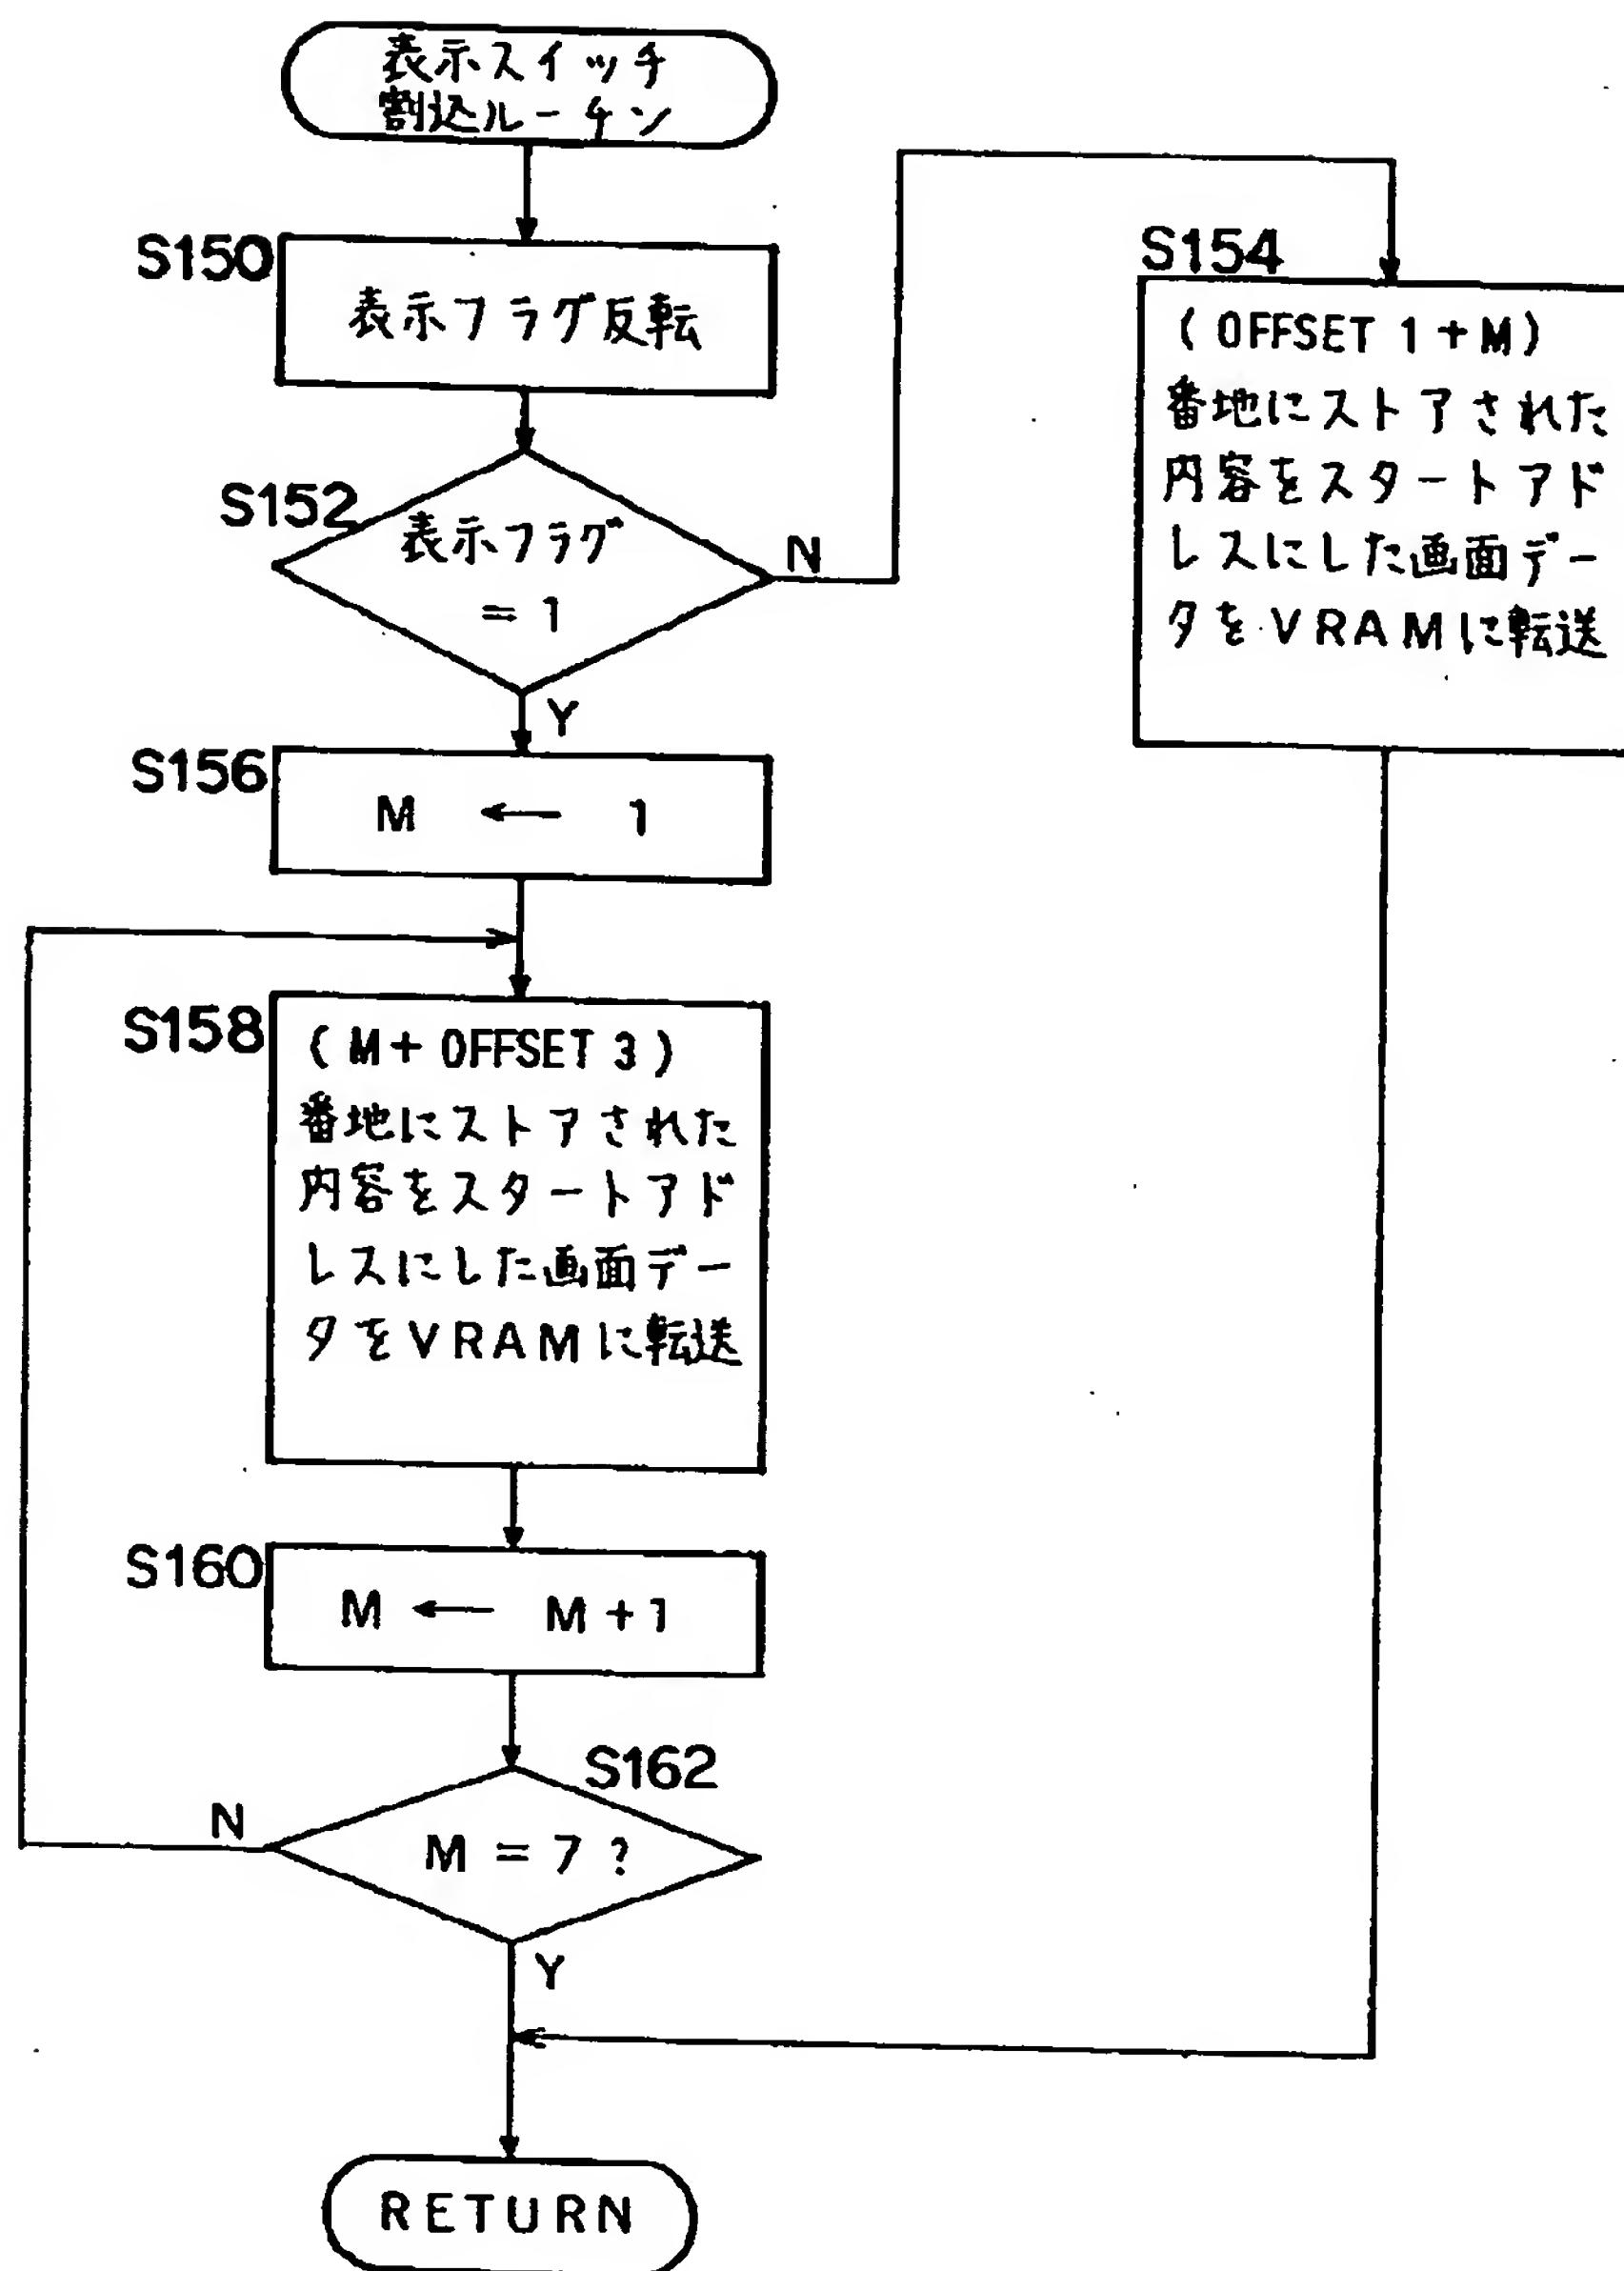 表示スイッチ
割込ルーチン
S150
表示フラグ反転
S152
表示フラグ
=1
N
Y
S154
(OFFSET 1+M)
番地にストアされた
内容をスタートアド
レスにした画面デー
タをVRAMに転送
S156
M ← 1
S158
(M+OFFSET 3)
番地にストアされた
内容をスタートアド
レスにした画面デー
タをVRAMに転送
S160
M ← M+1
S162
M=7?
N
Y
RETURN